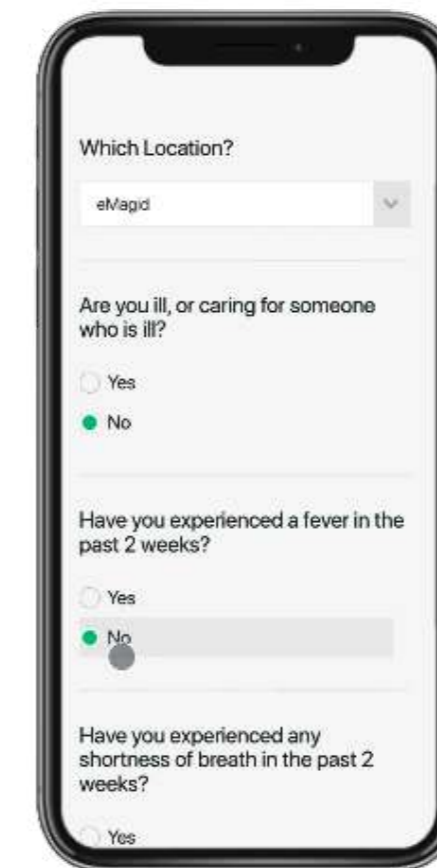 Which Location?
eMagid
Are you ill, or caring for someone
who is ill?
Yes
No
Have you experienced a fever in the
past 2 weeks?
Yes
No
Have you experienced any
shortness of breath in the past 2
weeks?
Yes